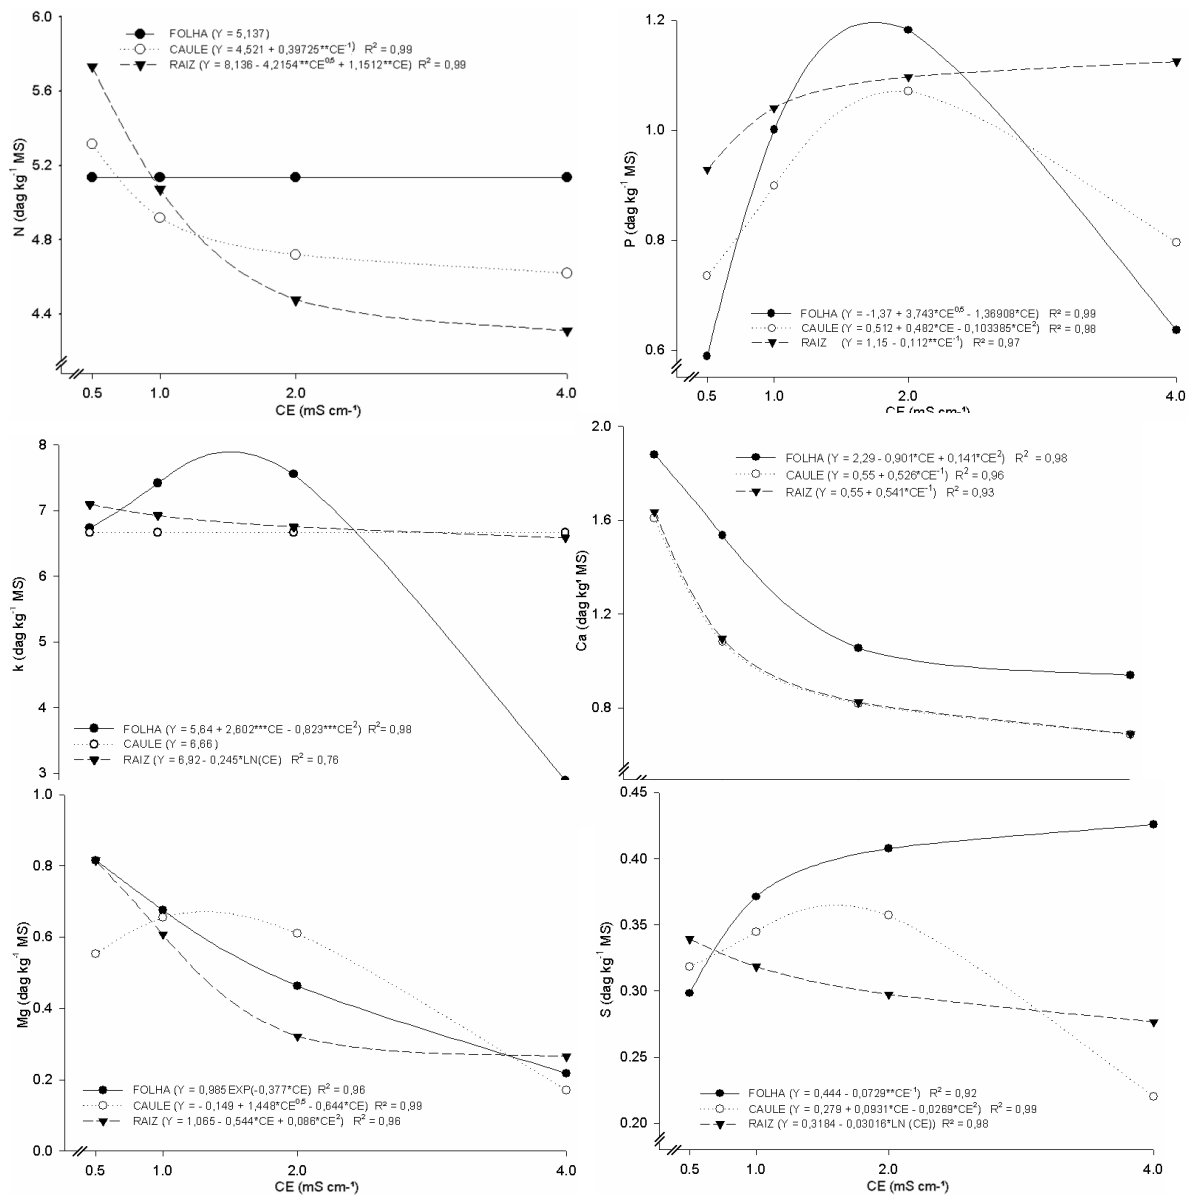 6.0
5.6
5.2
4.8
4.4
N (dag kg⁻¹ MS)
FOLHA (Y = 5,137)
CAULE (Y = 4,521 + 0,39725**CE⁻¹) R² = 0,99
RAIZ (Y = 8,136 - 4,2154**CE⁰·⁵ + 1,1512**CE) R² = 0,99
0.5 1.0 2.0 4.0
CE (mS cm-¹)
1.2
1.0
0.8
0.6
P (dag kg⁻¹ MS)
FOLHA (Y = -1,37 + 3,743*CE⁰·⁵ - 1,36908*CE) R² = 0,99
CAULE (Y = 0,512 + 0,482*CE - 0,103385*CE²) R² = 0,98
RAIZ (Y = 1,15 - 0,112**CE⁻¹) R² = 0,97
0.5 1.0 2.0 4.0
CE (mS cm-¹)
8
7
6
5
4
3
k (dag kg⁻¹ MS)
FOLHA (Y = 5,64 + 2,602***CE - 0,823***CE²) R² = 0,98
CAULE (Y = 6,66)
RAIZ (Y = 6,92 - 0,245*LN(CE) R² = 0,76
2.0
1.6
1.2
0.8
Ca (dag kg¹ MS)
FOLHA (Y = 2,29 - 0,901*CE + 0,141*CE²) R² = 0,98
CAULE (Y = 0,55 + 0,526*CE⁻¹) R² = 0,96
RAIZ (Y = 0,55 + 0,541*CE⁻¹) R² = 0,93
1.0
0.8
0.6
0.4
0.2
0.0
Mg (dag kg⁻¹ MS)
FOLHA (Y = 0,985 EXP(-0,377*CE) R² = 0,96
CAULE (Y = - 0,149 + 1,448*CE⁰·⁵ - 0,644*CE) R² = 0,99
RAIZ (Y = 1,065 - 0,544*CE + 0,086*CE²) R² = 0,96
0.5 1.0 2.0 4.0
CE (mS cm-¹)
0.45
0.40
0.35
0.30
0.25
0.20
S (dag kg⁻¹ MS)
FOLHA (Y = 0,444 - 0,0729**CE⁻¹) R² = 0,92
CAULE (Y = 0,279 + 0,0931*CE - 0,0269*CE²) R² = 0,99
RAIZ (Y = 0,3184 - 0,03016*LN (CE)) R² = 0,98
0.5 1.0 2.0 4.0
CE (mS cm-¹)